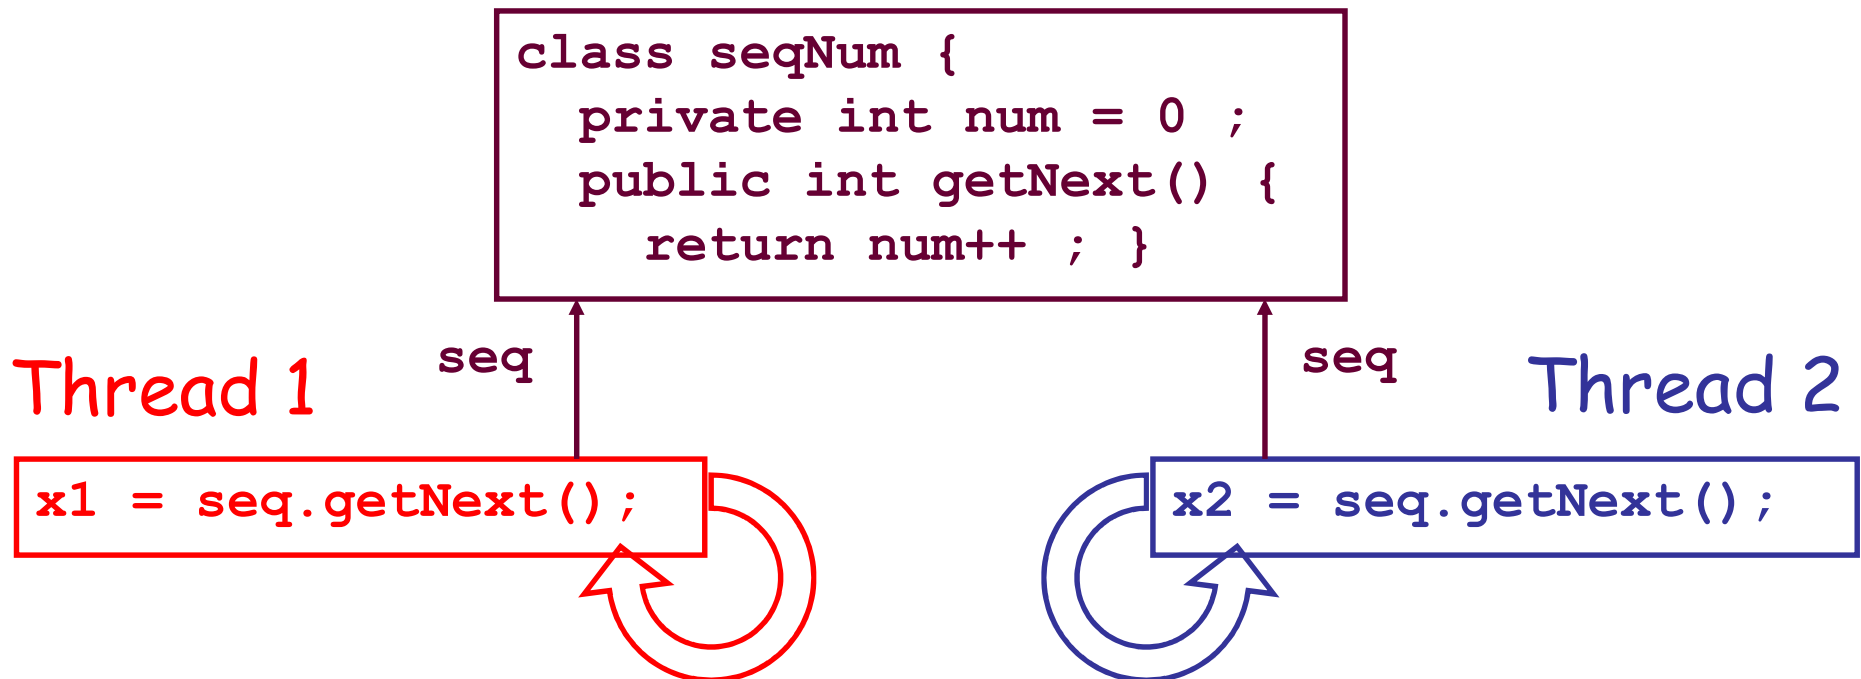 class seqNum {
private int num = 0 ;
public int getNext() {
return num++ ; }
seq
seq
Thread 1
Thread 2
x1 = seq.getNext();
x2 = seq.getNext();